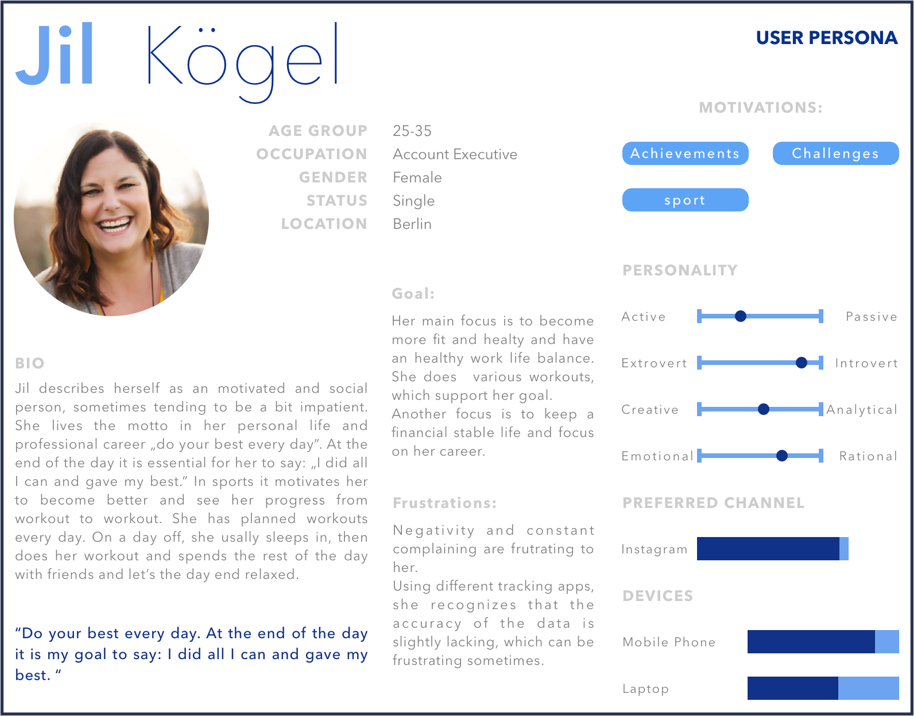 Jil Kögel
USER PERSONA
AGE GROUP 25-35
OCCUPATION Account Executive
GENDER Female
STATUS Single
LOCATION Berlin
BIO
Jil describes herself as an motivated and social
person, sometimes tending to be a bit impatient.
She lives the motto in her personal life and
professional career „do your best every day“. At the
end of the day it is essential for her to say: „I did all
I can and gave my best.“ In sports it motivates her
to become better and see her progress from
workout to workout. She has planned workouts
every day. On a day off, she usally sleeps in, then
does her workout and spends the rest of the day
with friends and let’s the day end relaxed.
“Do your best every day. At the end of the day
it is my goal to say: I did all I can and gave my
best. “
Goal:
Her main focus is to become
more fit and healty and have
an healthy work life balance.
She does various workouts,
which support her goal.
Another focus is to keep a
financial stable life and focus
on her career.
Frustrations:
Negativity and constant
complaining are frutrating to
her.
Using different tracking apps,
she recognizes that the
accuracy of the data is
slightly lacking, which can be
frustrating sometimes.
MOTIVATIONS:
Achievements Challenges
sport
PERSONALITY
Active Passive
Extrovert Introvert
Creative Analytical
Emotional Rational
PREFERRED CHANNEL
Instagram
DEVICES
Mobile Phone
Laptop